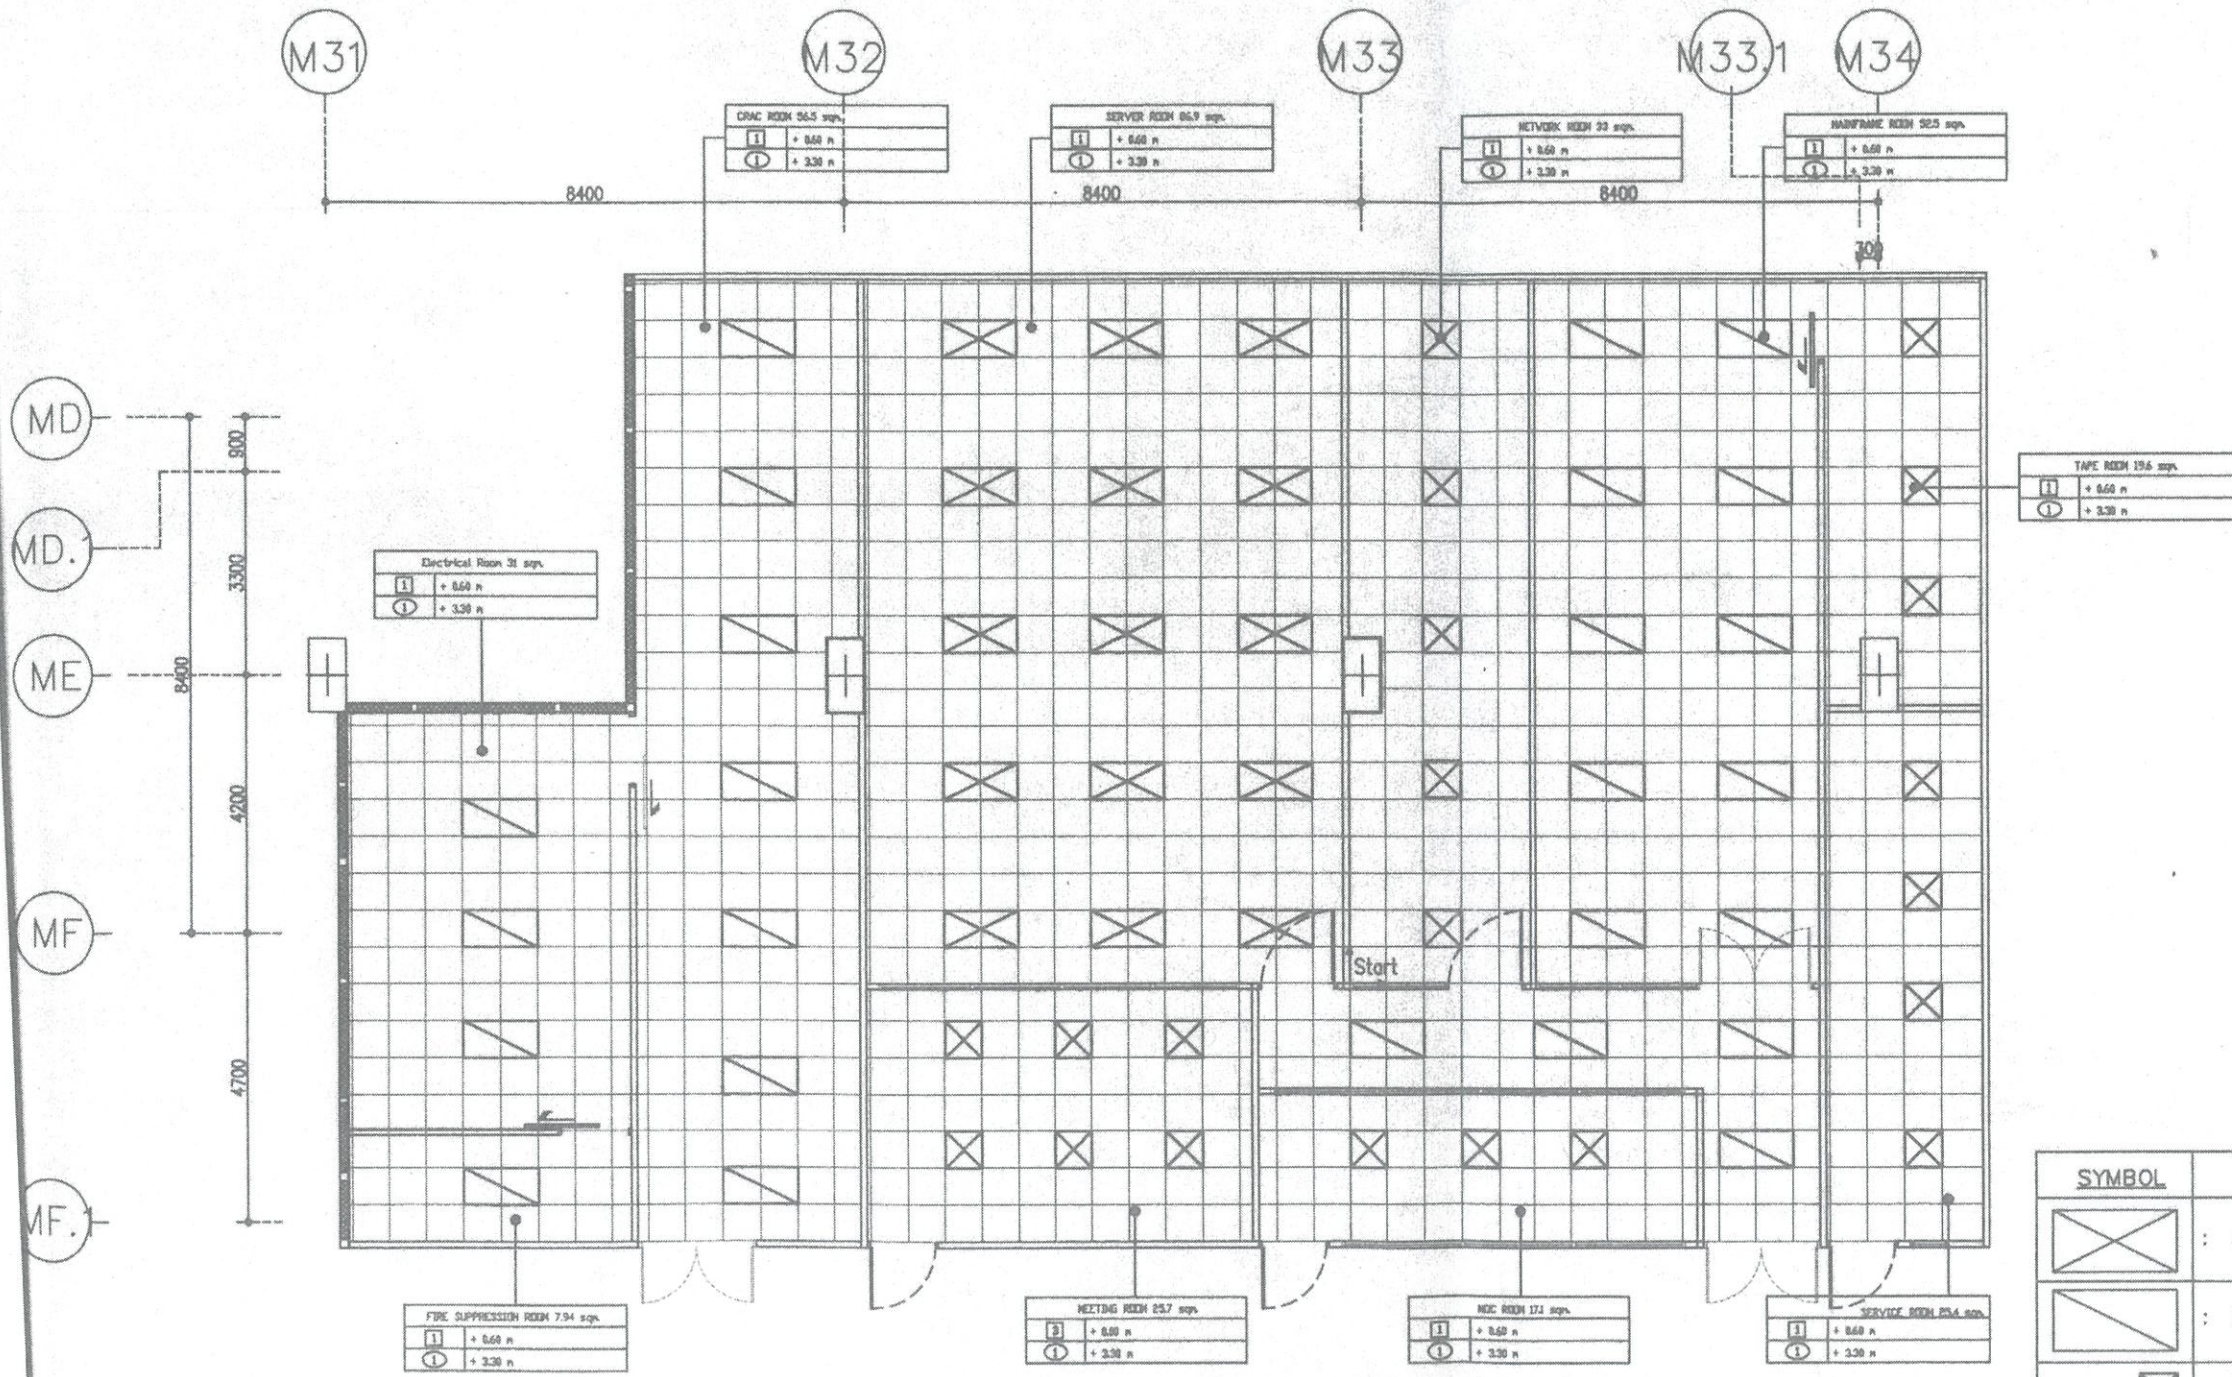 M31
M32
M33
M33.1
M34
CRAC ROOM 56.5 sqm.
1 + 0.60 m
1 + 3.30 m
SERVER ROOM 86.9 sqm.
1 + 0.60 m
1 + 3.30 m
NETWORK ROOM 33 sqm.
1 + 0.60 m
1 + 3.30 m
MAINFRAME ROOM 52.5 sqm.
1 + 0.60 m
1 + 3.30 m
8400
8400
8400
300
MD
MD.1
ME
MF
MF.1
900
3300
8400
4200
4700
TAPE ROOM 19.6 sqm.
1 + 0.60 m
1 + 3.30 m
Electrical Room 31 sqm.
1 + 0.60 m
1 + 3.30 m
Start
FIRE SUPPRESSION ROOM 7.94 sqm.
1 + 0.60 m
1 + 3.30 m
MEETING ROOM 25.7 sqm.
+ 0.00 m
1 + 3.30 m
NOC ROOM 17.1 sqm.
1 + 0.60 m
1 + 3.30 m
SERVICE ROOM 25.4 sqm.
1 + 0.60 m
1 + 3.30 m
SYMBOL
:
: